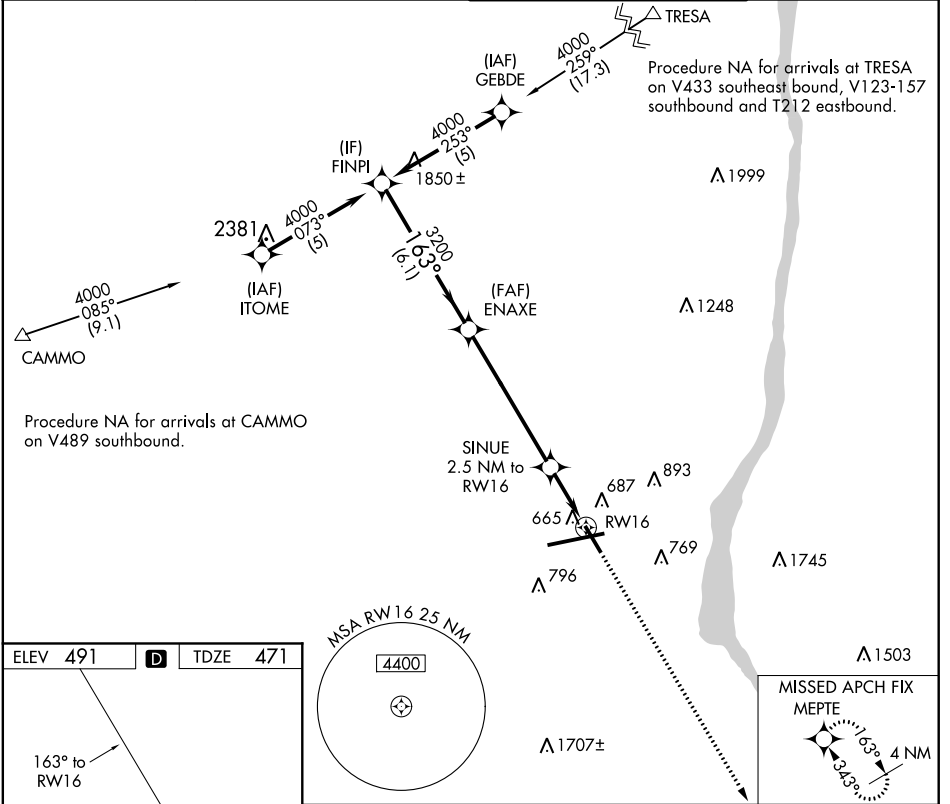 TRESA
4000
259°
(17.3)
(IAF)
GEBDE
Procedure NA for arrivals at TRESA
on V433 southeast bound, V123-157
southbound and T212 eastbound.
4000
253°
(5)
(IF)
FINPI
1850 ±
1999
2381
4000
073°
(5)
3200
163°
(6.1)
(IAF)
ITOME
(FAF)
ENAXE
4000
085°
(9.1)
1248
CAMMO
Procedure NA for arrivals at CAMMO
on V489 southbound.
SINUE
2.5 NM to
RW16
687
893
665
RW16
769
1745
796
MSA RW16 25 NM
4400
ELEV 491
D
TDZE 471
1503
MISSED APCH FIX
MEPTE
163°
4 NM
343°
1707±
163° to
RW16